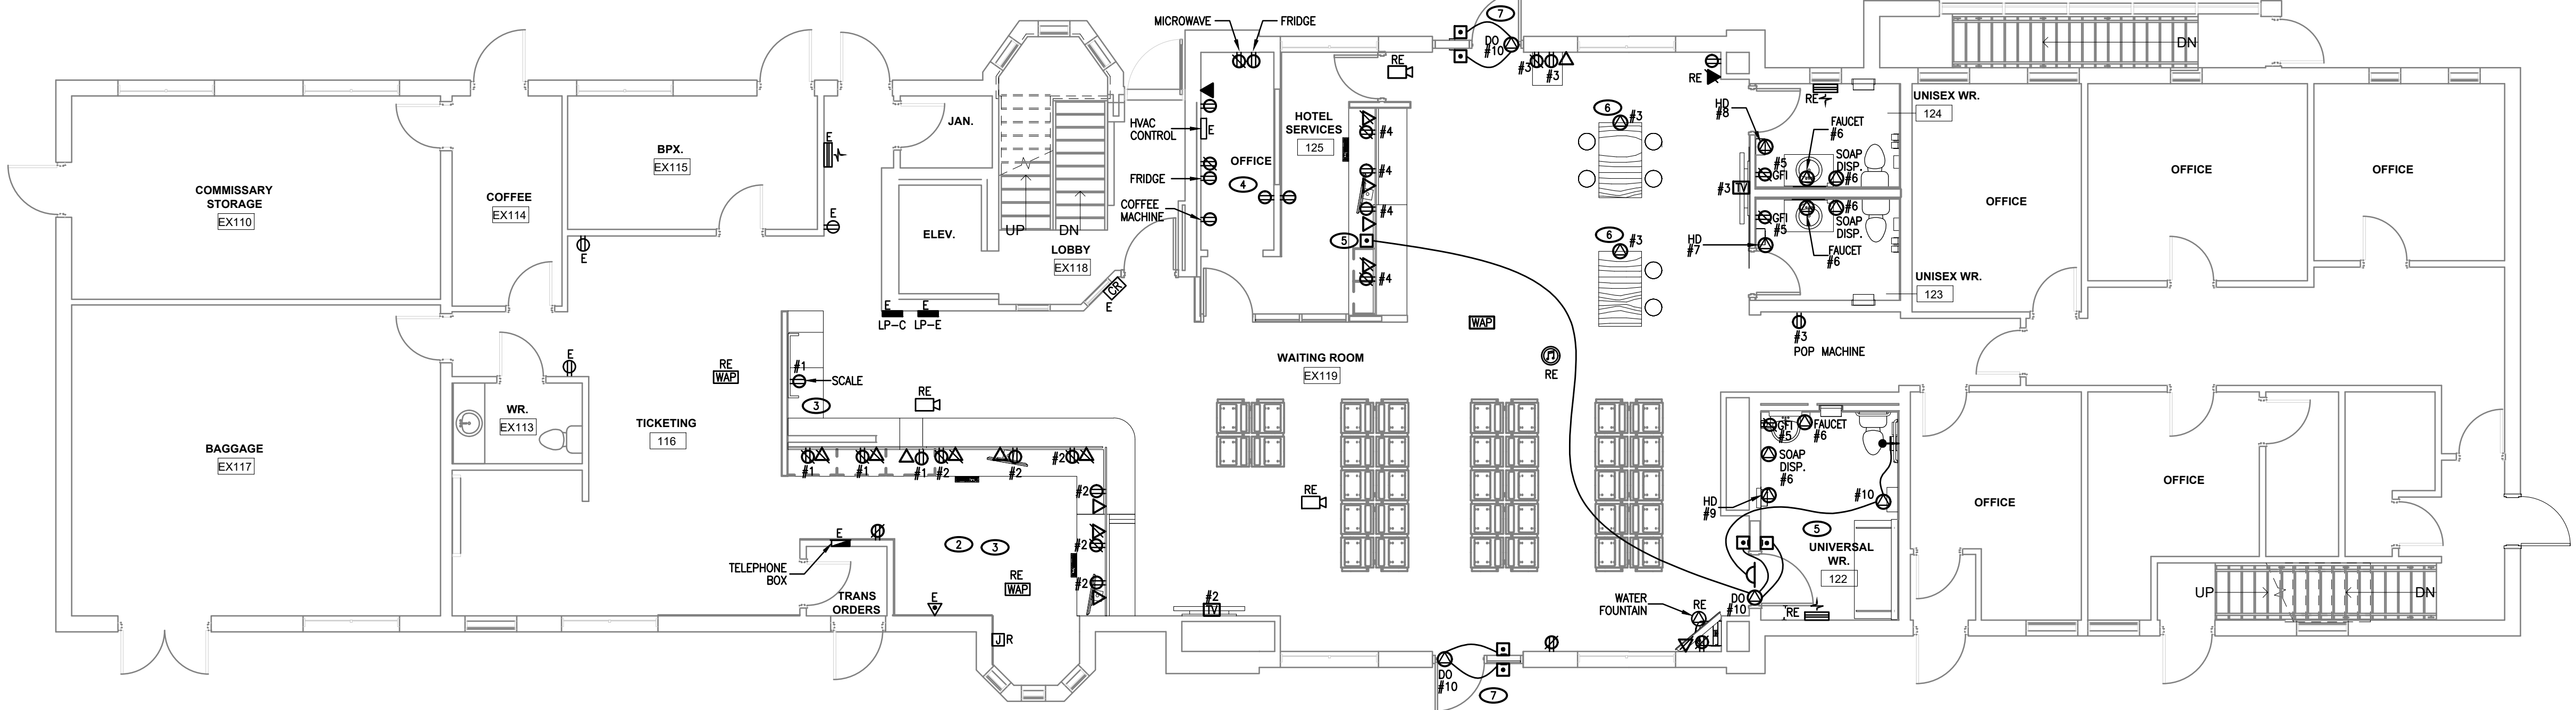 MICROWAVE
FRIDGE
7
DO
#10
RE
#3
#3
RE
DN
COMMISSARY
STORAGE
EX110
COFFEE
EX114
BPX.
EX115
E
E
E
JAN.
ELEV.
UP
DN
LOBBY
EX118
CR
E
E
LP-C
E
LP-E
HVAC
CONTROL
E
OFFICE
4
FRIDGE
COFFEE
MACHINE
HOTEL
SERVICES
125
#4
#4
#4
#4
5
6
#3
6
#3
HD
#8
#5
GFI
#3
TV
RE
FAUCET
#6
SOAP
DISP.
#6
UNISEX WR.
124
GFI
#5
#6
SOAP
DISP.
FAUCET
#6
HD
#7
UNISEX WR.
123
OFFICE
OFFICE
OFFICE
#3
POP MACHINE
BAGGAGE
EX117
E
WR.
EX113
RE
WAP
TICKETING
116
#1
SCALE
3
RE
#1
#1
#1
#2
#2
#2
#2
#2
#2
2
3
RE
WAP
E
TELEPHONE
BOX
TRANS
ORDERS
E
J
R
WAP
WAITING ROOM
EX119
RE
RE
#2
TV
DO
#10
7
WATER
FOUNTAIN
RE
DO
#10
GFI
#5
FAUCET
#6
SOAP
DISP.
#6
HD
#9
#10
5
UNIVERSAL
WR.
122
RE
OFFICE
OFFICE
UP
DN